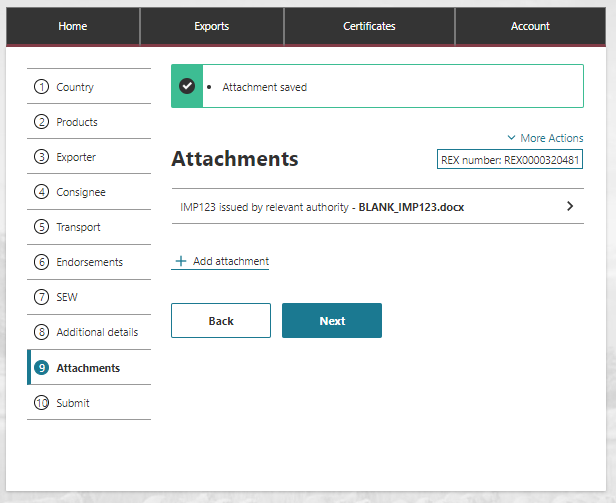 Home Exports Certificates Account
1 Country
2 Products
3 Exporter
4 Consignee
5 Transport
6 Endorsements
7 SEW
8 Additional details
9 Attachments
10 Submit
• Attachment saved
More Actions
Attachments
REX number: REX0000320481
IMP123 issued by relevant authority - BLANK_IMP123.docx
+ Add attachment
Back Next